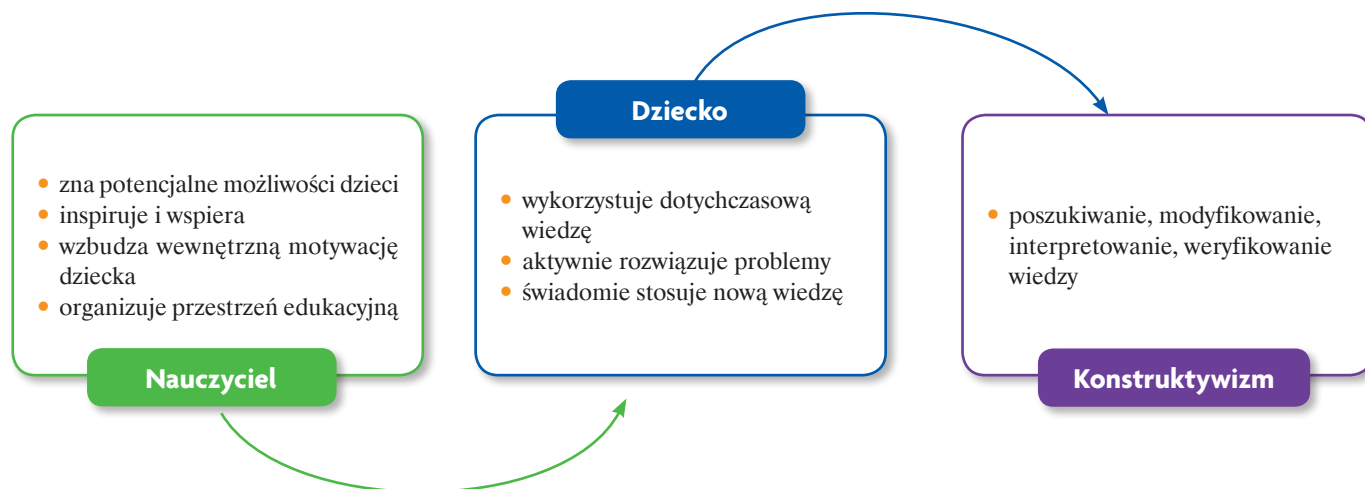 • zna potencjalne możliwości dzieci
• inspiruje i wspiera
• wzbudza wewnętrzną motywację
dziecka
• organizuje przestrzeń edukacyjną
Nauczyciel
Dziecko
• wykorzystuje dotychczasową
wiedzę
• aktywnie rozwiązuje problemy
• świadomie stosuje nową wiedzę
• poszukiwanie, modyfikowanie,
interpretowanie, weryfikowanie
wiedzy
Konstruktywizm